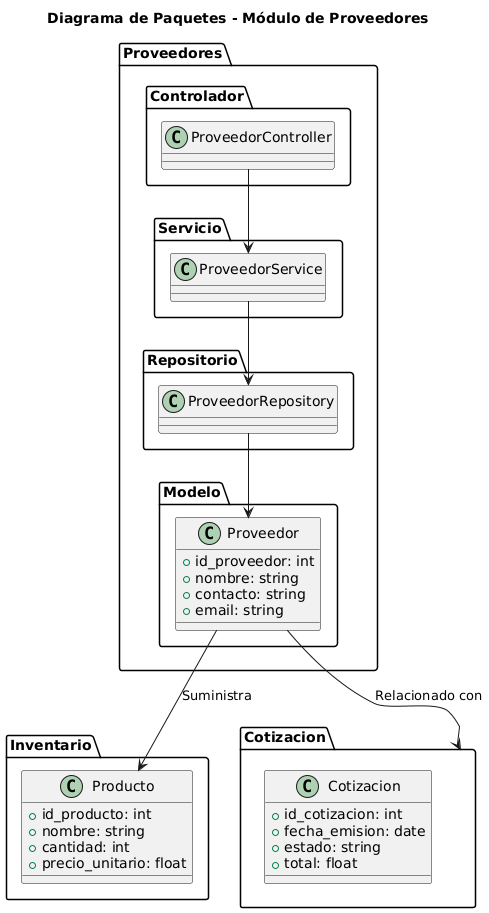 Diagrama de Paquetes - Módulo de Proveedores
Proveedores
Controlador
C ProveedorController
Servicio
C ProveedorService
Repositorio
C ProveedorRepository
Modelo
C Proveedor
id_proveedor: int
nombre: string
contacto: string
email: string
Suministra
Relacionado con
Inventario
C Producto
id_producto: int
nombre: string
cantidad: int
precio_unitario: float
Cotizacion
C Cotizacion
id_cotizacion: int
fecha_emision: date
estado: string
total: float